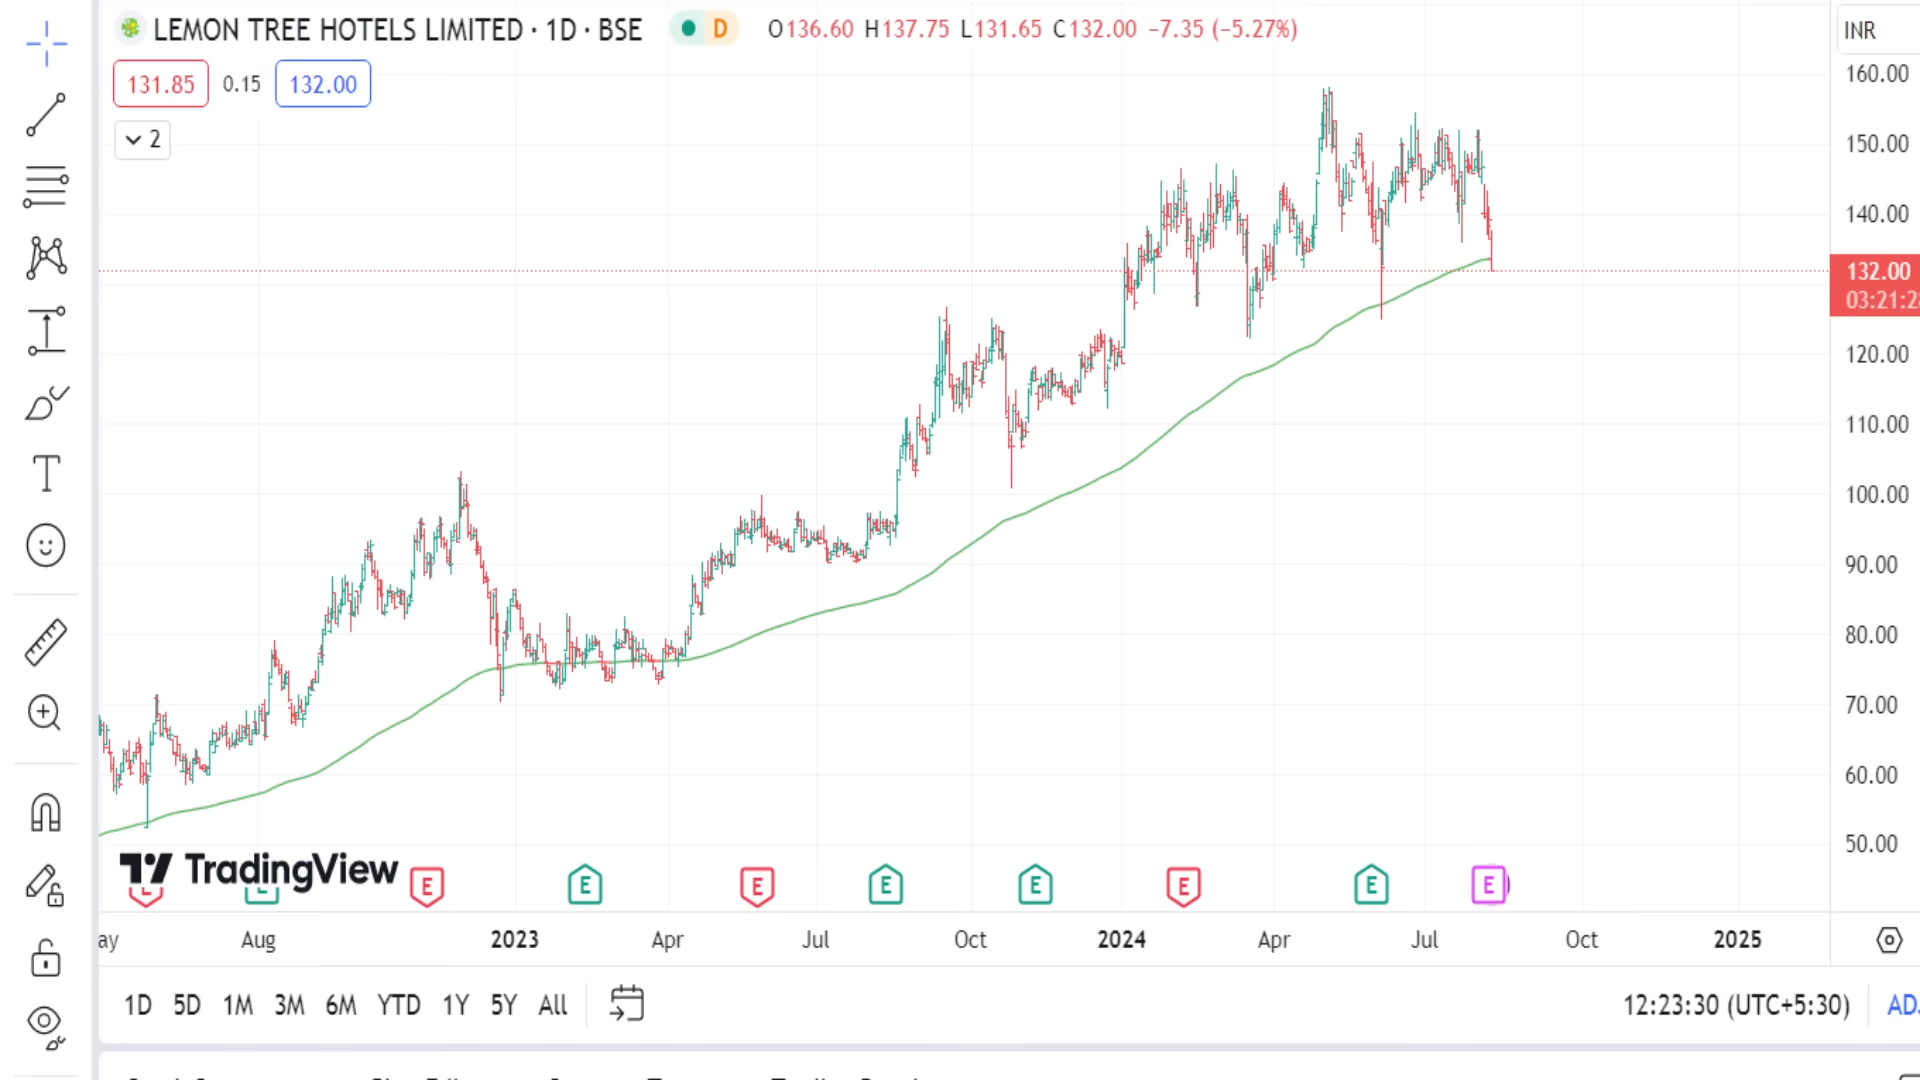 LEMON TREE HOTELS LIMITED · 1D · BSE D O136.60 H137.75 L131.65 C132.00 −7.35 (−5.27%)
INR
131.85 0.15 132.00
2
160.00
150.00
140.00
132.00
03:21:2
120.00
110.00
100.00
90.00
80.00
70.00
60.00
50.00
TradingView
E E E E E E E E
ay Aug 2023 Apr Jul Oct 2024 Apr Jul Oct 2025
1D 5D 1M 3M 6M YTD 1Y 5Y All 12:23:30 (UTC+5:30) ADJ